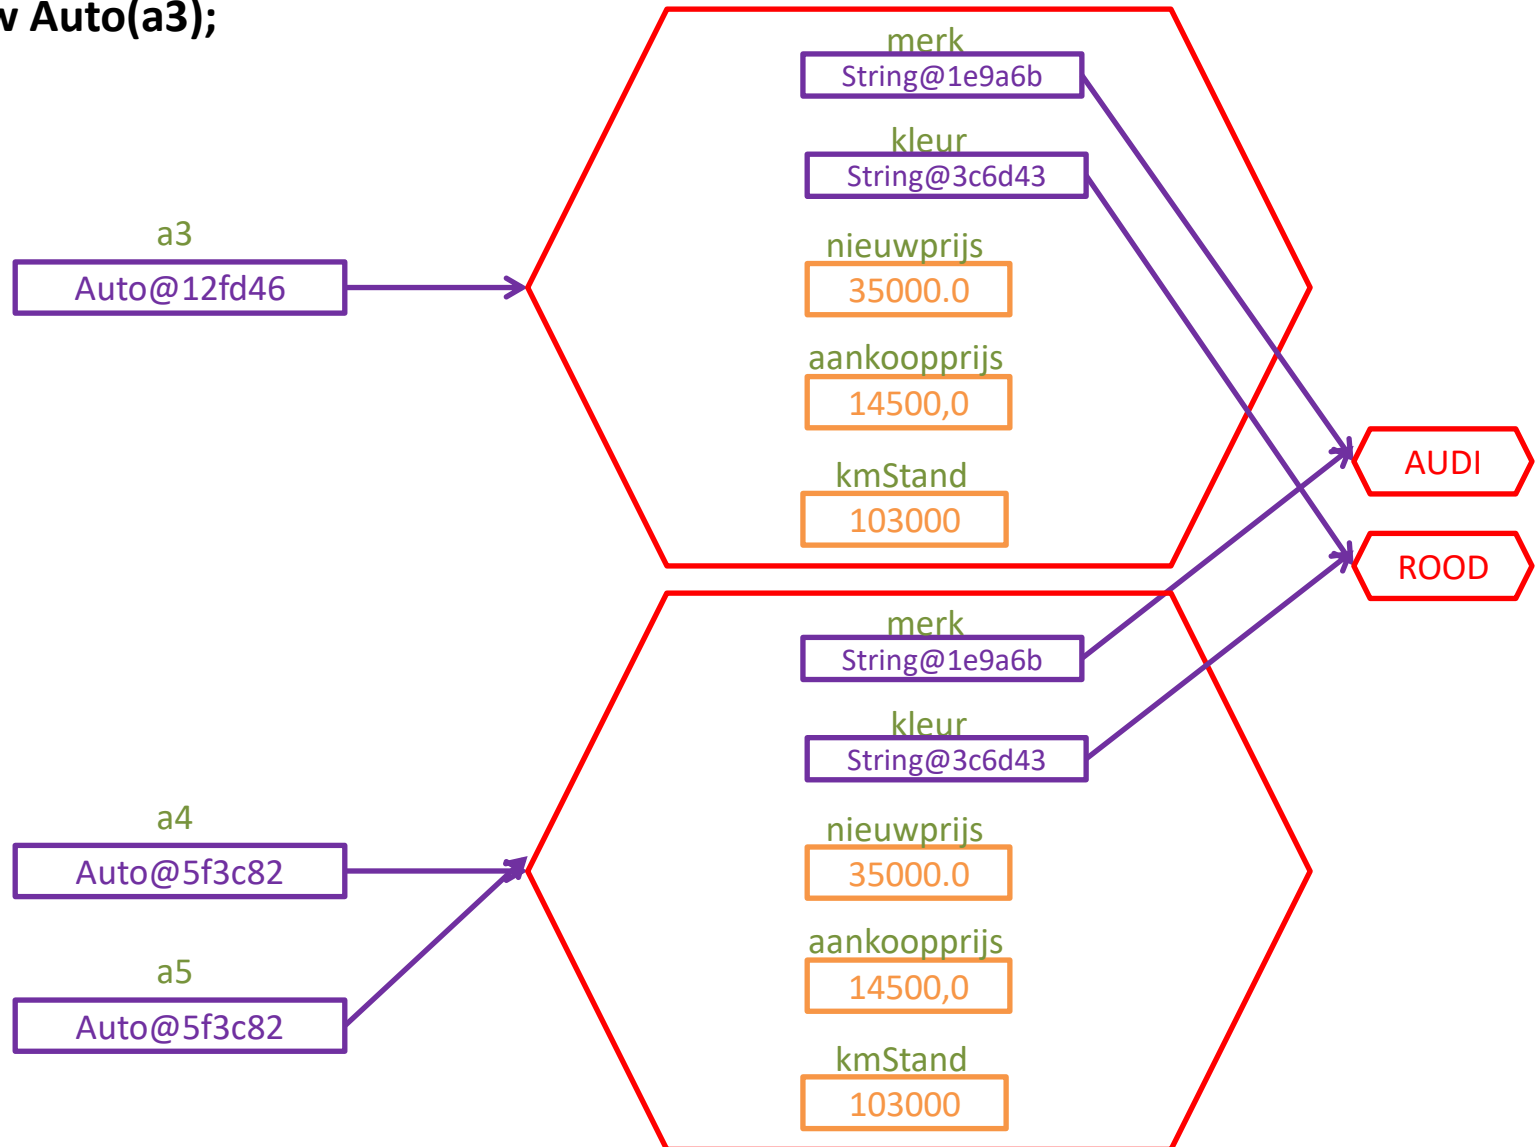 w Auto(a3);
merk
String@1e9a6b
kleur
String@3c6d43
a3
Auto@12fd46
nieuwprijs
35000.0
aankoopprijs
14500,0
kmStand
103000
AUDI
ROOD
merk
String@1e9a6b
kleur
String@3c6d43
a4
Auto@5f3c82
nieuwprijs
35000.0
aankoopprijs
14500,0
a5
Auto@5f3c82
kmStand
103000